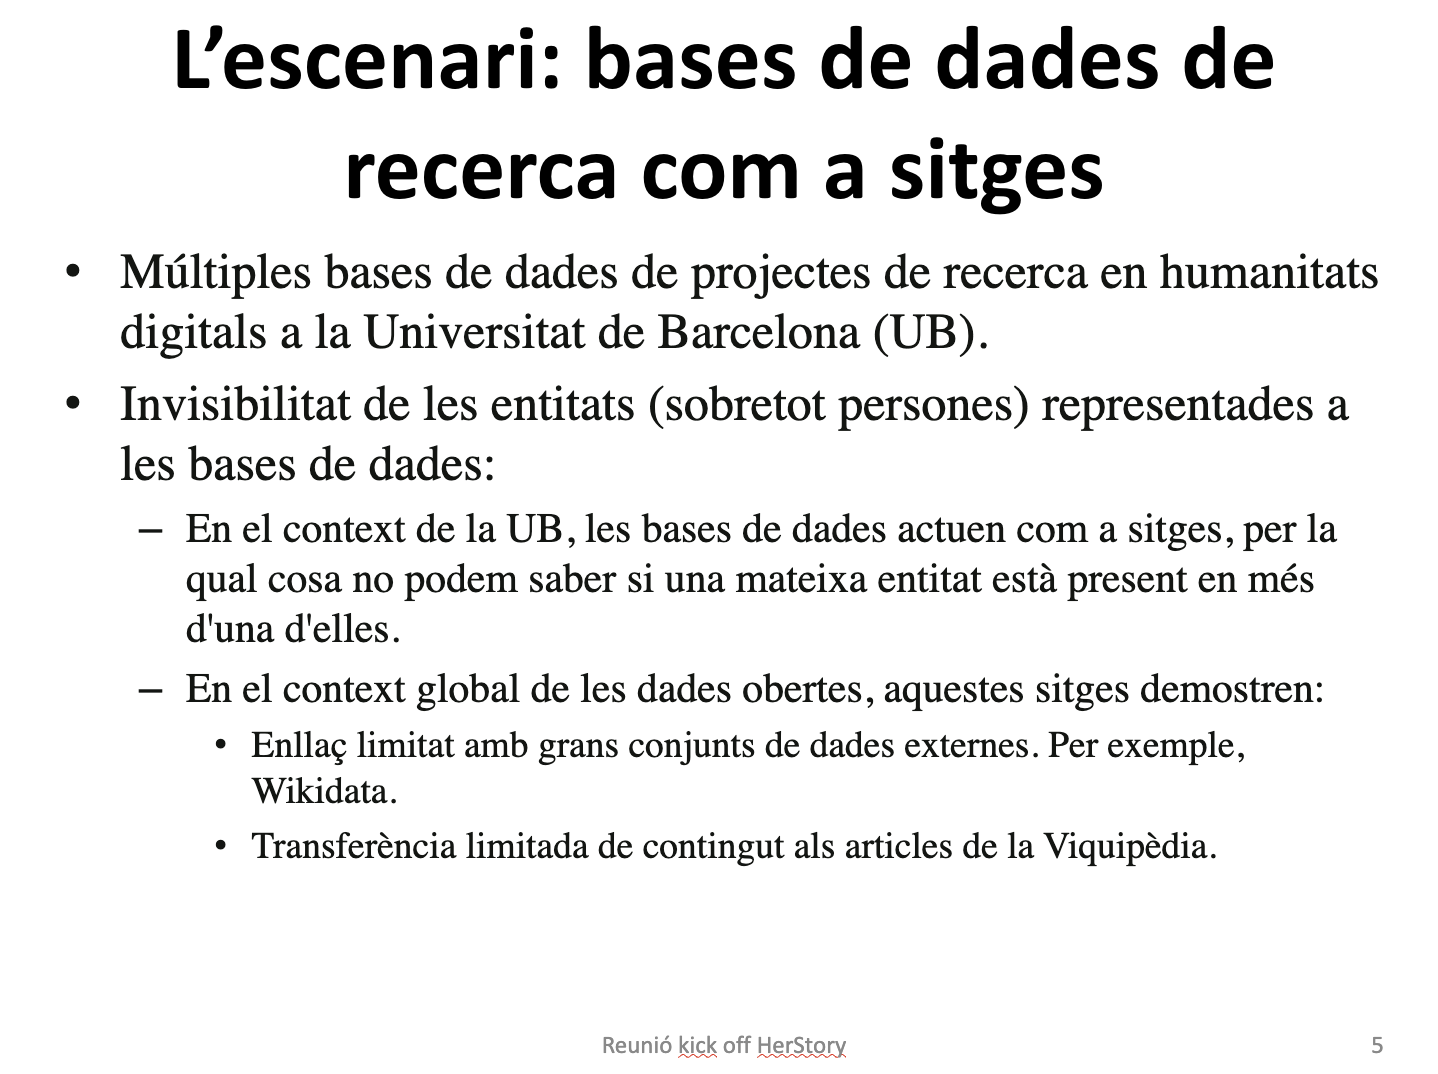 L’escenari: bases de dades de
recerca com a sitges
• Múltiples bases de dades de projectes de recerca en humanitats
digitals a la Universitat de Barcelona (UB).
• Invisibilitat de les entitats (sobretot persones) representades a
les bases de dades:
– En el context de la UB, les bases de dades actuen com a sitges, per la
qual cosa no podem saber si una mateixa entitat està present en més
d'una d'elles.
– En el context global de les dades obertes, aquestes sitges demostren:
• Enllaç limitat amb grans conjunts de dades externes. Per exemple,
Wikidata.
• Transferència limitada de contingut als articles de la Viquipèdia.
Reunió kick off HerStory
5